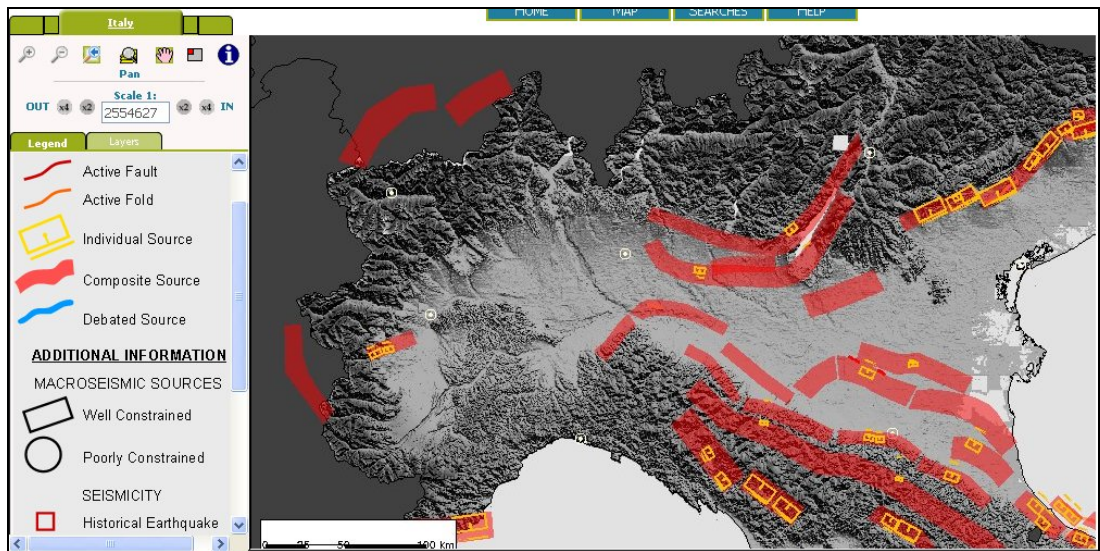 HOME MAP SEARCHES HELP
Italy
Pan
Scale 1:
OUT x4 x2 2554627 x2 x4 IN
Legend Layers
Active Fault
Active Fold
Individual Source
Composite Source
Debated Source
ADDITIONAL INFORMATION
MACROSEISMIC SOURCES
Well Constrained
Poorly Constrained
SEISMICITY
Historical Earthquake
0 25 50 100 km